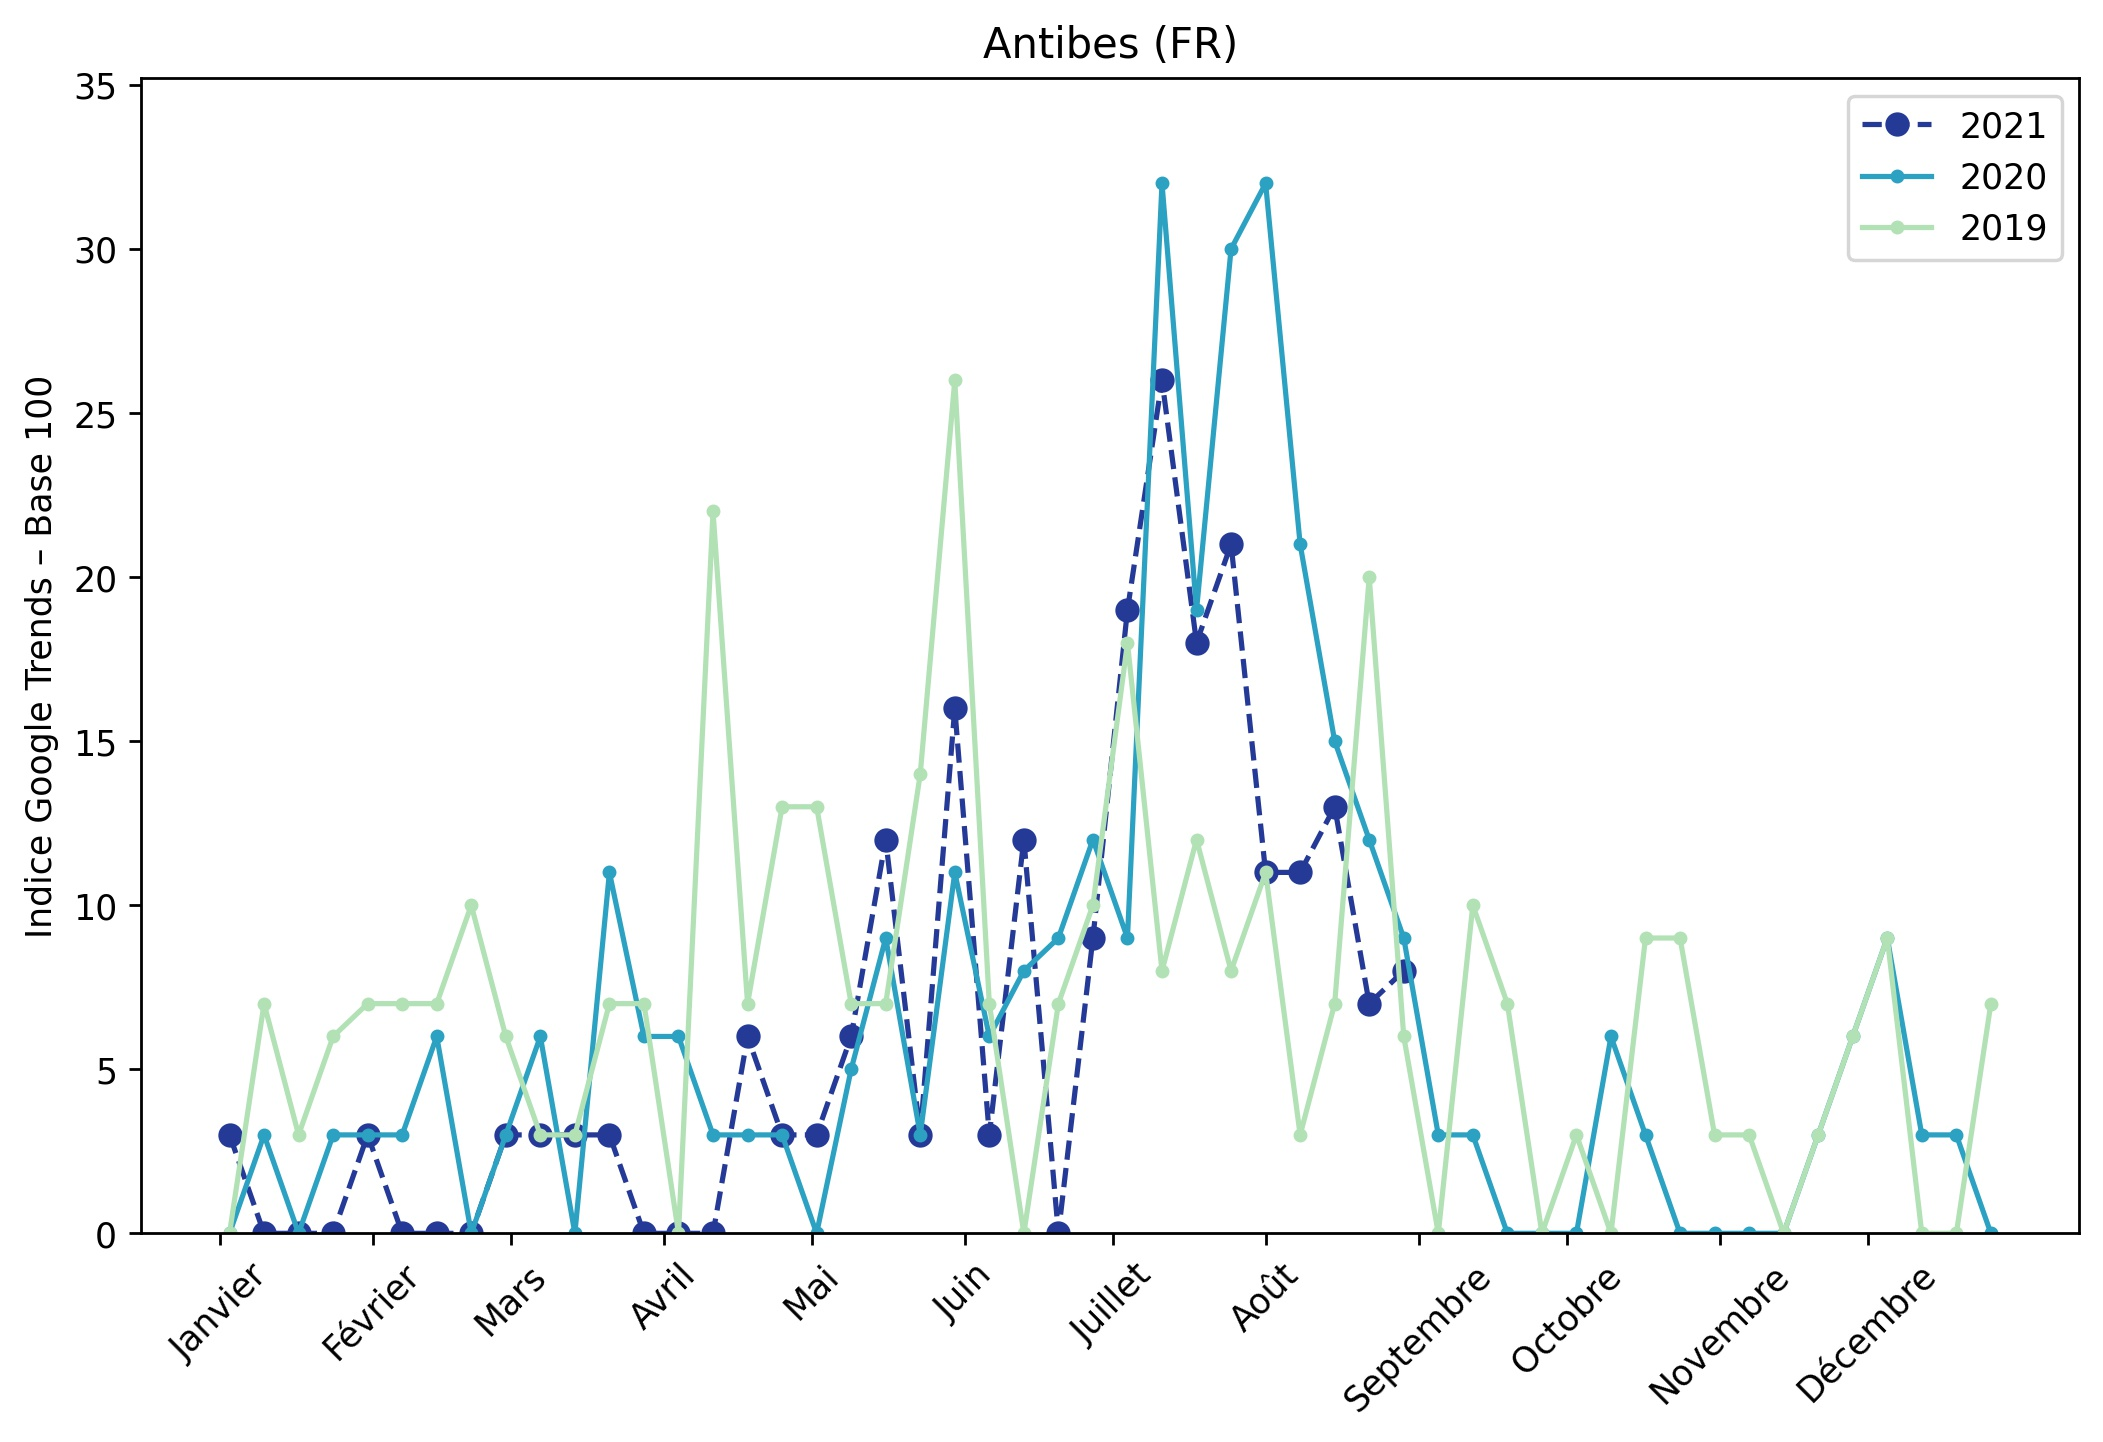 Antibes (FR)
Indice Google Trends – Base 100
35
30
25
20
15
10
5
0
2021
2020
2019
Janvier
Février
Mars
Avril
Mai
Juin
Juillet
Août
Septembre
Octobre
Novembre
Décembre